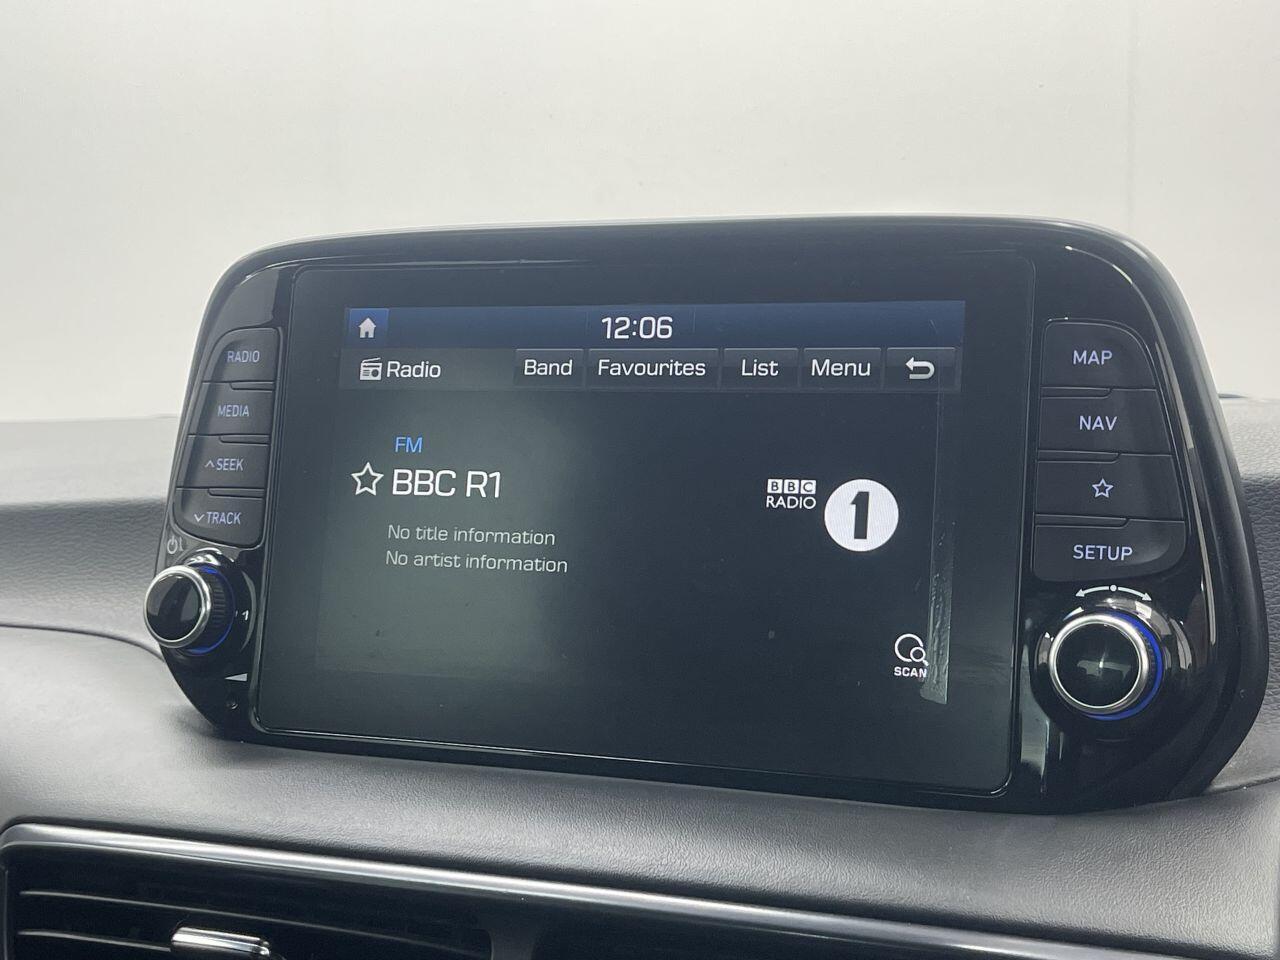 12:06
Radio Band Favourites List Menu
RADIO
MEDIA
SEEK
TRACK
FM
BBC R1
No title information
No artist information
BBC
RADIO
1
SCAN
MAP
NAV
SETUP